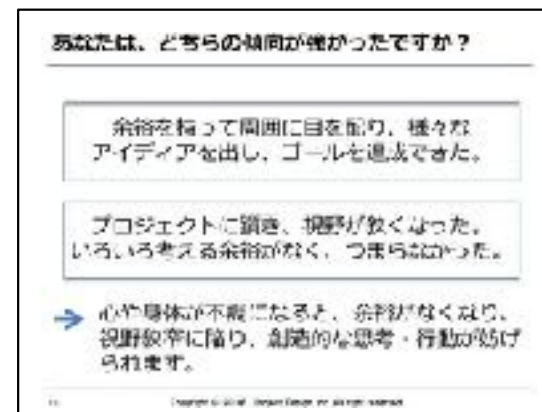 あなたは、どちらの傾向が強かったですか？
余裕を持って周囲に目を配り、様々な
アイディアを出し、ゴールを達成できた。
プロジェクトに躓き、視野が狭くなった。
いろいろ考える余裕がなく、つまらなかった。
心や身体が不調になると、余裕がなくなり、
視野狭窄に陥り、創造的な思考・行動が妨げ
られます。